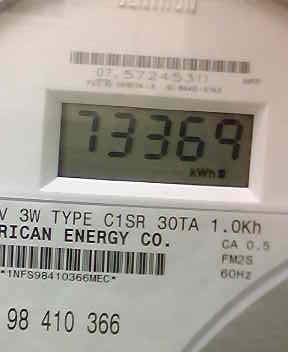 CENTRON
07.5724531
73369
kWh
V 3W TYPE C1SR 30TA 1.0Kh
RICAN ENERGY CO.
CA 0.5
FM2S
60Hz
*1NFS98410366MEC*
98 410 366